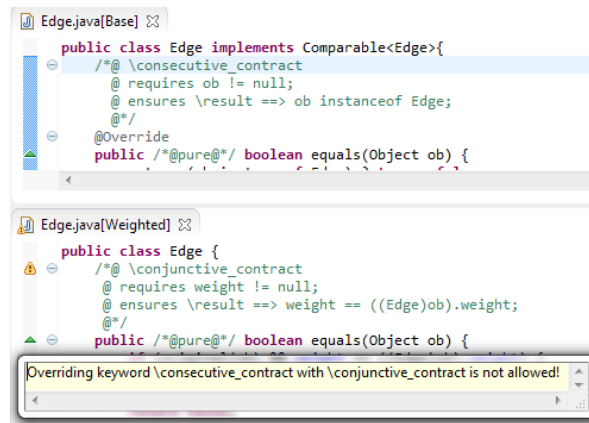 Edge.java[Base]
public class Edge implements Comparable<Edge>{
/*@ \consecutive_contract
@ requires ob != null;
@ ensures \result ==> ob instanceof Edge;
@*/
@Override
public /*@pure@*/ boolean equals(Object ob) {
Edge.java[Weighted]
public class Edge {
/*@ \conjunctive_contract
@ requires weight != null;
@ ensures \result ==> weight == ((Edge)ob).weight;
@*/
public /*@pure@*/ boolean equals(Object ob) {
Overriding keyword \consecutive_contract with \conjunctive_contract is not allowed!